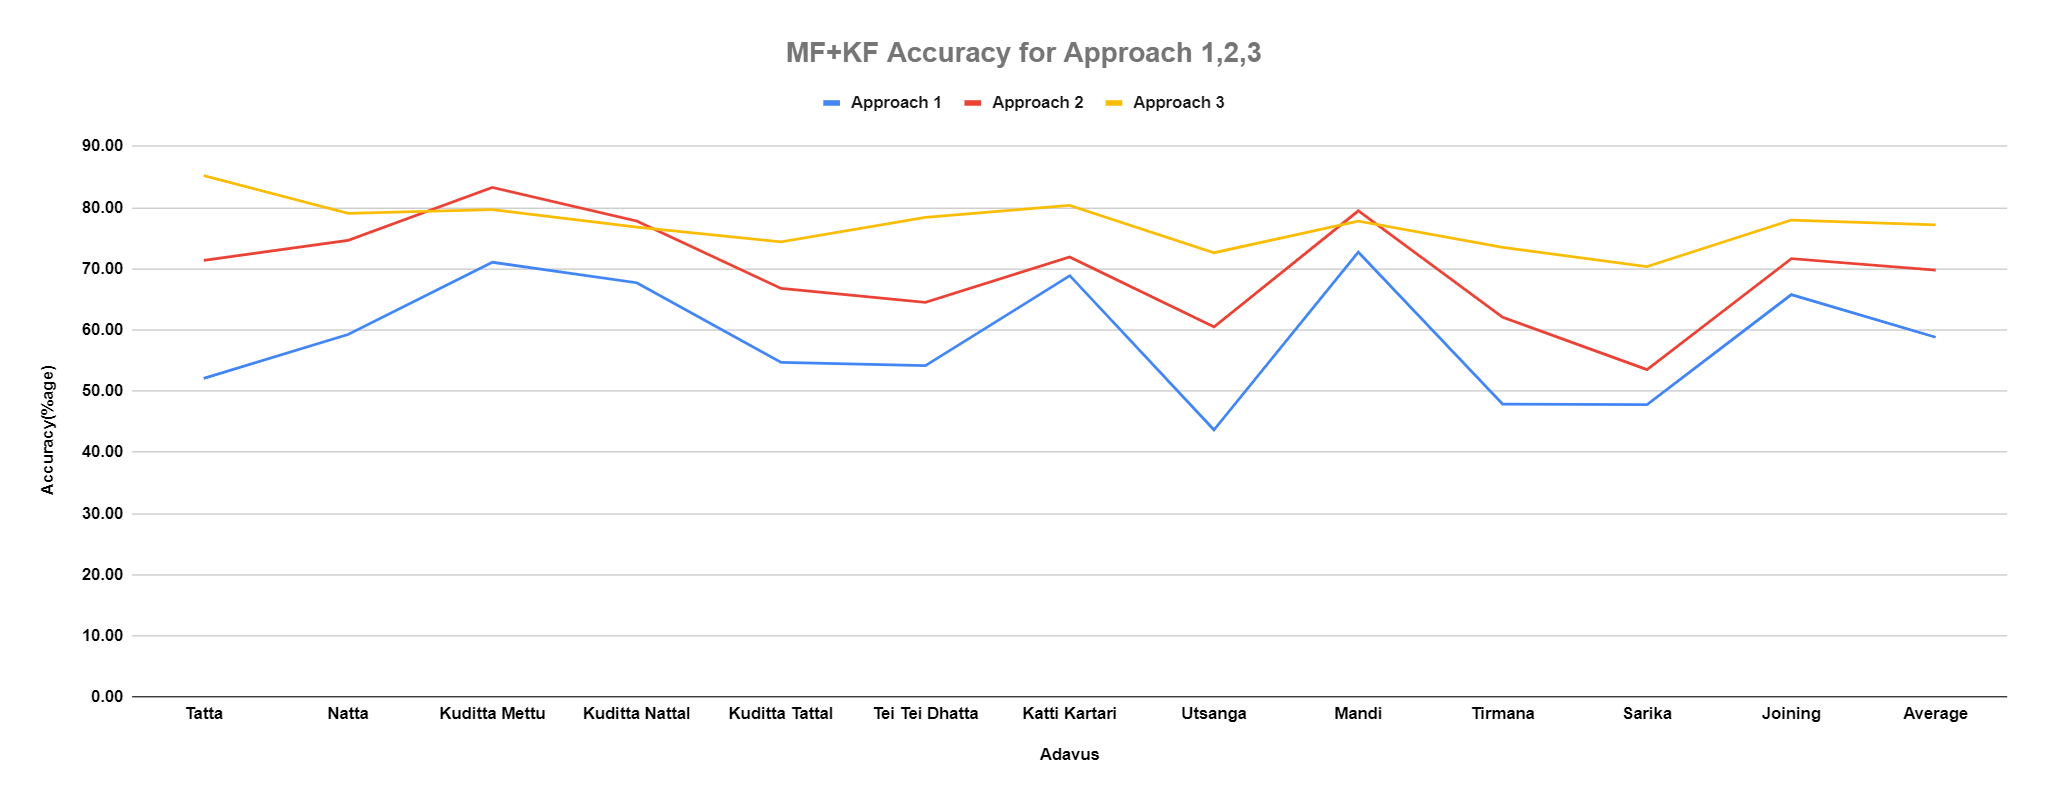 MF+KF Accuracy for Approach 1,2,3
Approach 1 Approach 2 Approach 3
90.00
80.00
70.00
60.00
50.00
40.00
30.00
20.00
10.00
0.00
Accuracy(%age)
Tatta Natta Kuditta Mettu Kuditta Nattal Kuditta Tattal Tei Tei Dhatta Katti Kartari Utsanga Mandi Tirmana Sarika Joining Average
Adavus